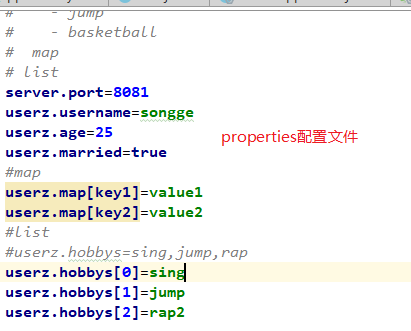 #    - jump
#    - basketball
#  map
# list
server.port=8081
userz.username=songge
userz.age=25
properties配置文件
userz.married=true
#map
userz.map[key1]=value1
userz.map[key2]=value2
#list
#userz.hobbys=sing,jump,rap
userz.hobbys[0]=sing
userz.hobbys[1]=jump
userz.hobbys[2]=rap2